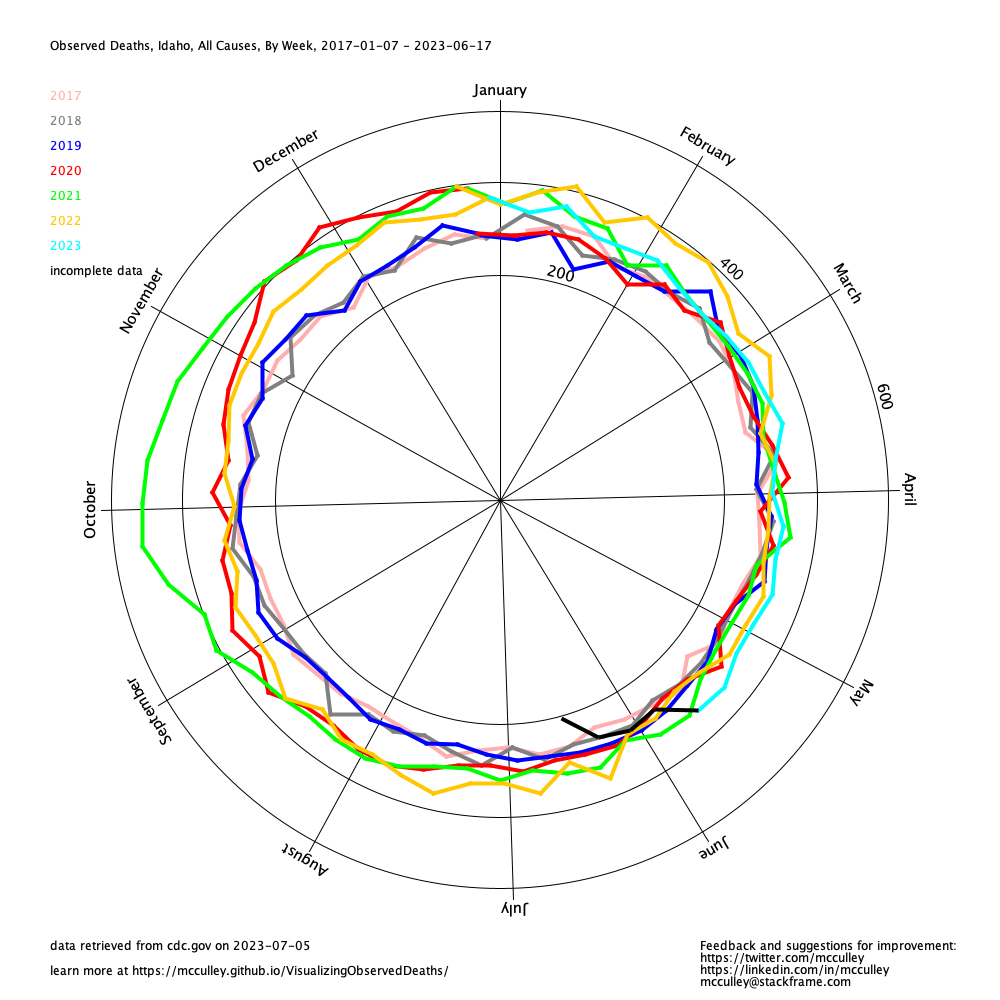 Observed Deaths, Idaho, All Causes, By Week, 2017-01-07 - 2023-06-17
January
2017
2018
2019
2020
2021
2022
2023
incomplete data
December
February
November
March
200
400
600
October
April
September
May
August
June
July
data retrieved from cdc.gov on 2023-07-05
learn more at https://mcculley.github.io/VisualizingObservedDeaths/
Feedback and suggestions for improvement:
https://twitter.com/mcculley
https://linkedin.com/in/mcculley
mcculley@stackframe.com